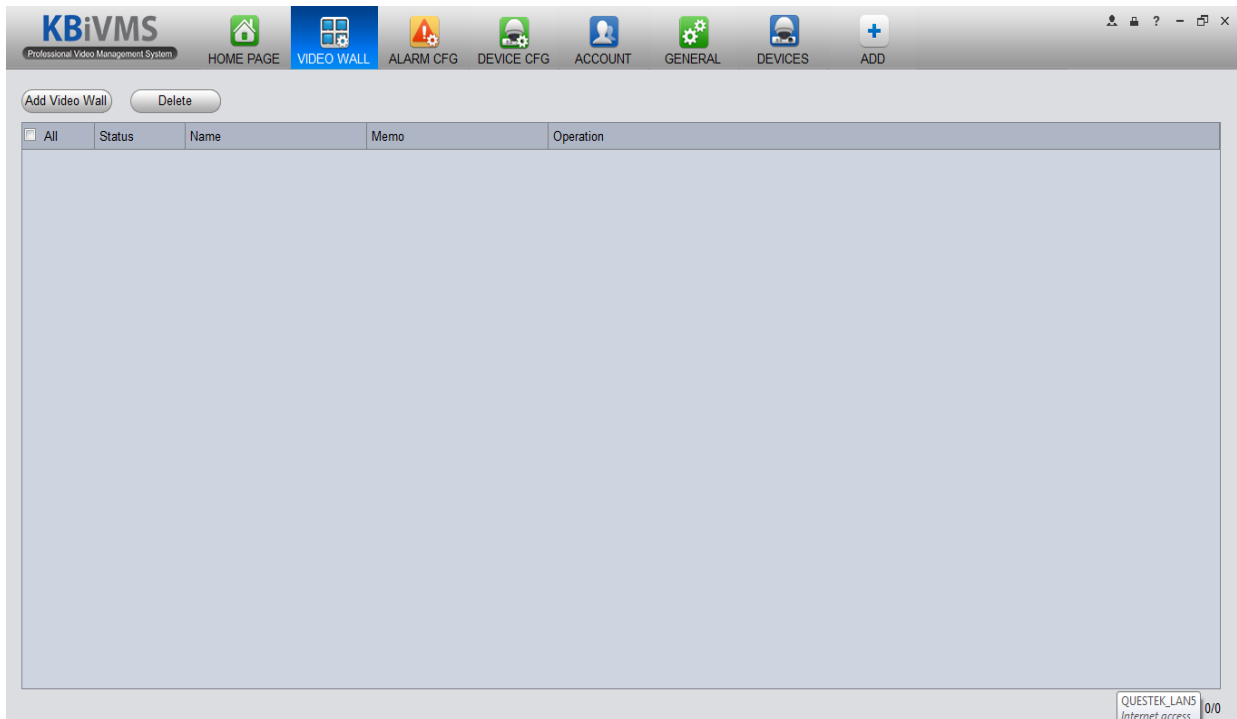 KBiVMS
Professional Video Management System
HOME PAGE
VIDEO WALL
ALARM CFG
DEVICE CFG
ACCOUNT
GENERAL
DEVICES
ADD
?
Add Video Wall
Delete
All
Status
Name
Memo
Operation
QUESTEK_LAN5
Internet access
0/0